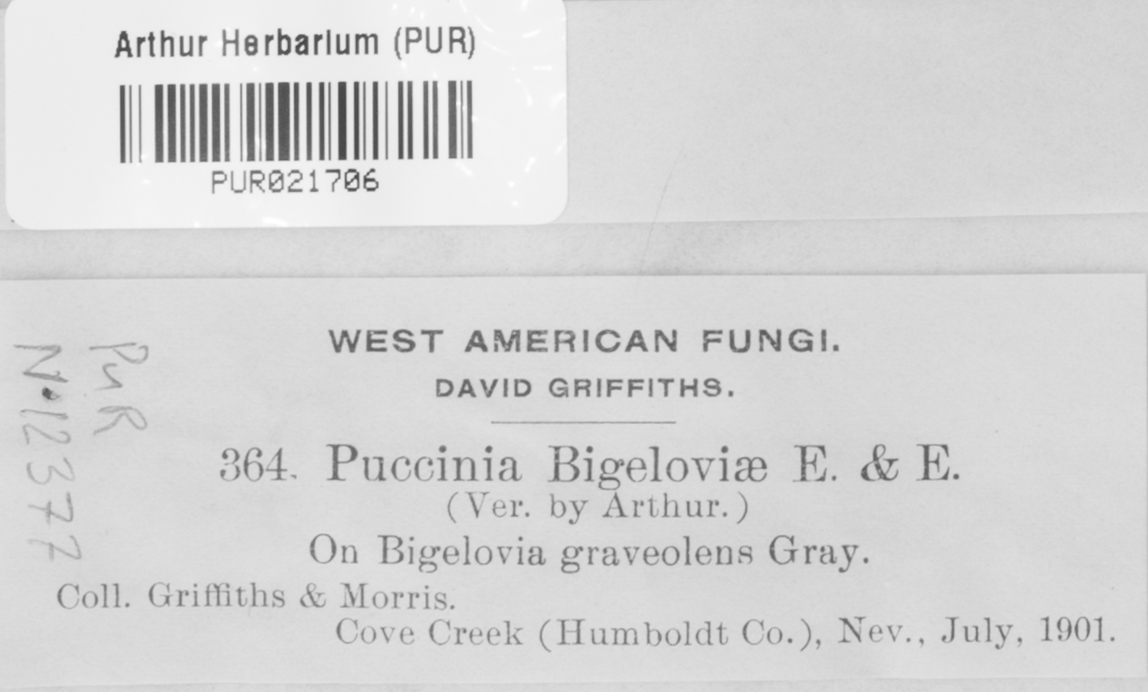 Arthur Herbarium (PUR)
PUR021706
WEST AMERICAN FUNGI.
DAVID GRIFFITHS.
364. Puccinia Bigeloviæ E. & E.
(Ver. by Arthur.)
On Bigelovia graveolens Gray.
Coll. Griffiths & Morris.
Cove Creek (Humboldt Co.), Nev., July, 1901.
PUR
N·12377